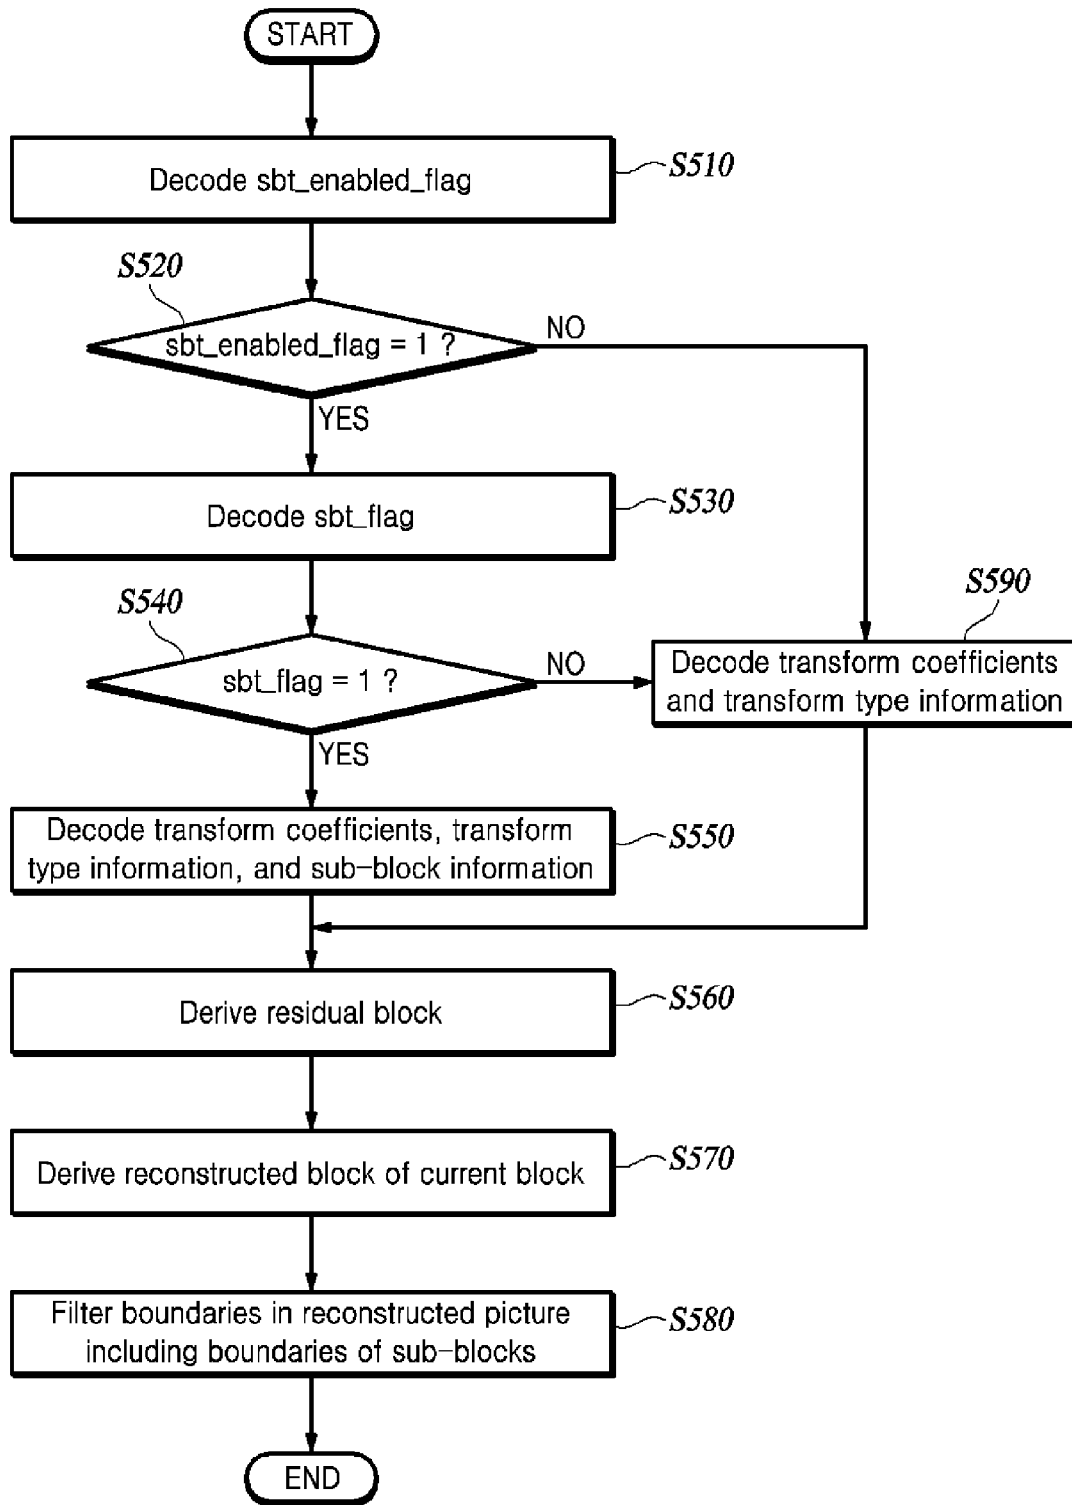 START
Decode sbt_enabled_flag
S510
S520
sbt_enabled_flag = 1 ?
NO
YES
Decode sbt_flag
S530
S540
sbt_flag = 1 ?
NO
YES
S590
Decode transform coefficients
and transform type information
Decode transform coefficients, transform
type information, and sub-block information
S550
Derive residual block
S560
Derive reconstructed block of current block
S570
Filter boundaries in reconstructed picture
including boundaries of sub-blocks
S580
END